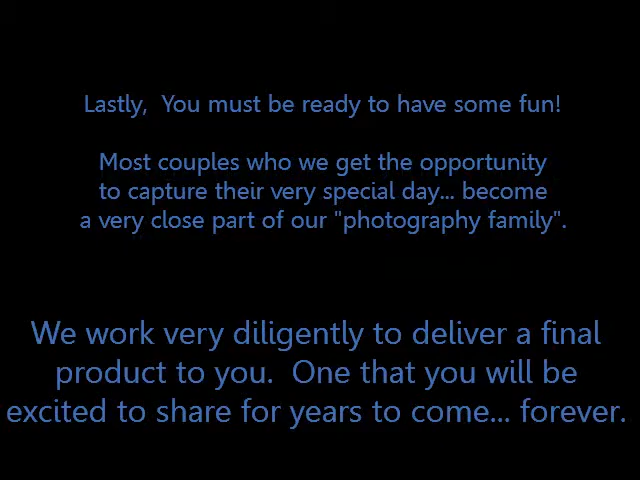 Lastly,  You must be ready to have some fun!
Most couples who we get the opportunity
to capture their very special day... become
a very close part of our "photography family".
We work very diligently to deliver a final
product to you.  One that you will be
excited to share for years to come... forever.